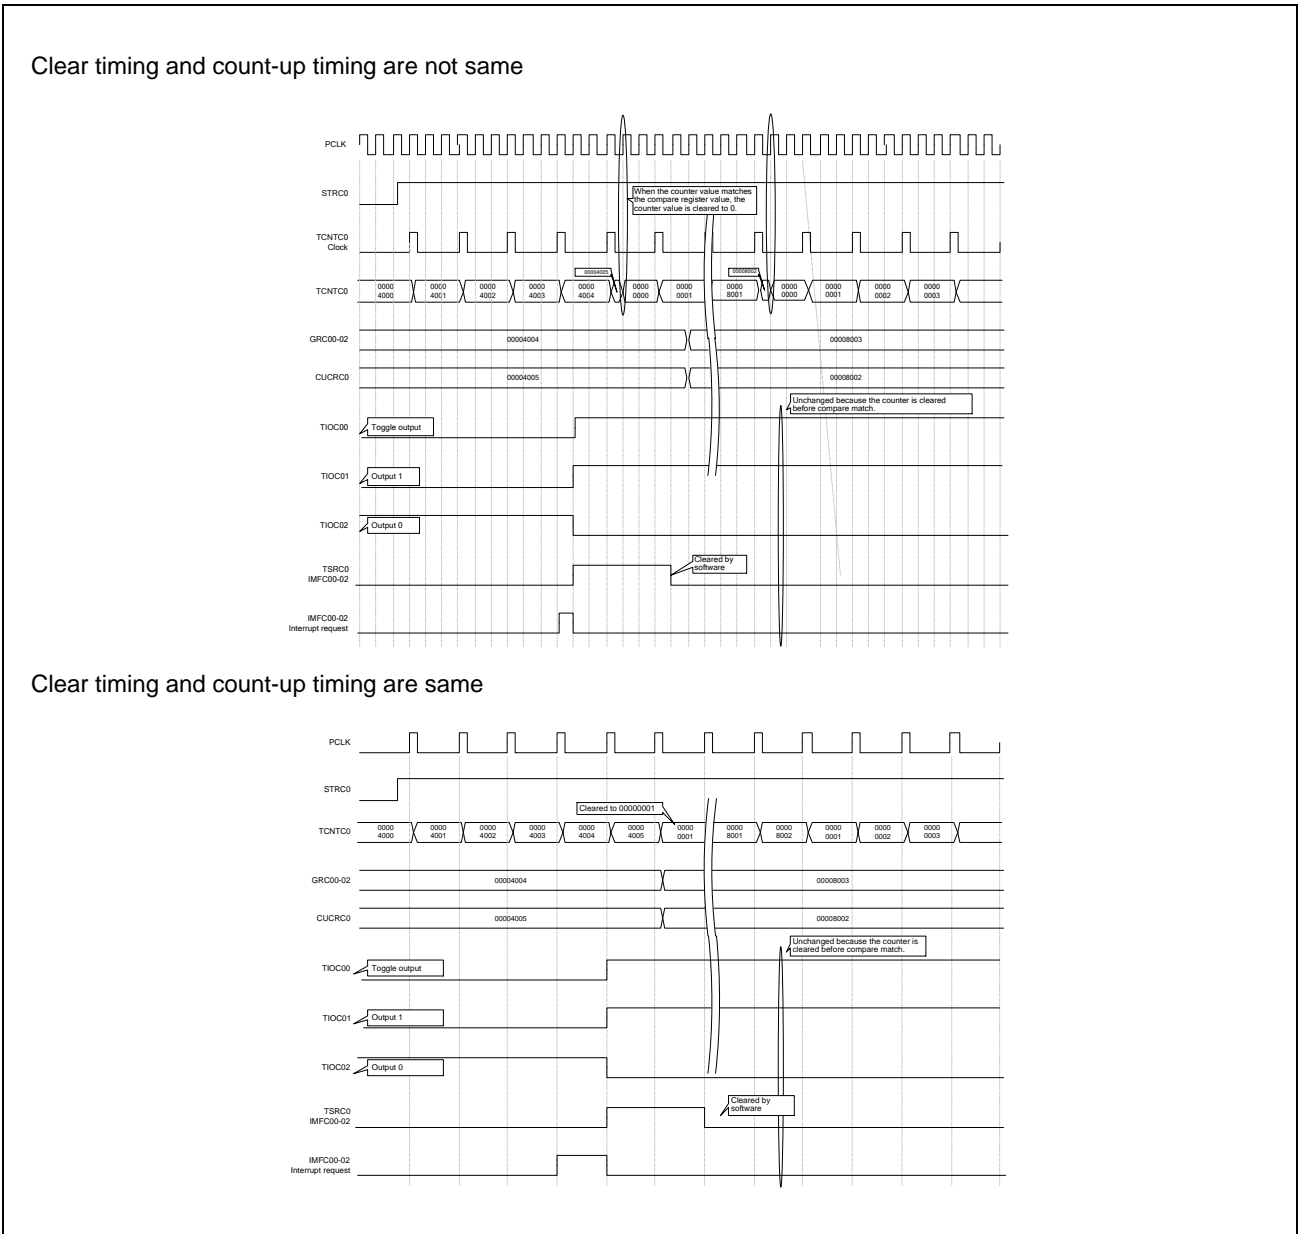 Clear timing and count-up timing are not same
PCLK
STRC0
When the counter value matches
the compare register value, the
counter value is cleared to 0.
TCNTC0
Clock
00004005
00008002
TCNTC0
0000 0000 0000 0000 0000 0000 0000 0000 0000 0000 0000 0000
4000 4001 4002 4003 4004 0000 0001 8001 0000 0001 0002 0003
GRC00-02
00004004
00008003
CUCRC0
00004005
00008002
Unchanged because the counter is cleared
before compare match.
TIOC00
Toggle output
TIOC01
Output 1
TIOC02
Output 0
TSRC0
IMFC00-02
Cleared by
software
IMFC00-02
Interrupt request
Clear timing and count-up timing are same
PCLK
STRC0
Cleared to 00000001
TCNTC0
0000 0000 0000 0000 0000 0000 0000 0000 0000 0000 0000 0000
4000 4001 4002 4003 4004 4005 0001 8001 8002 0001 0002 0003
GRC00-02
00004004
00008003
CUCRC0
00004005
00008002
Unchanged because the counter is
cleared before compare match.
TIOC00
Toggle output
TIOC01
Output 1
TIOC02
Output 0
TSRC0
IMFC00-02
Cleared by
software
IMFC00-02
Interrupt request